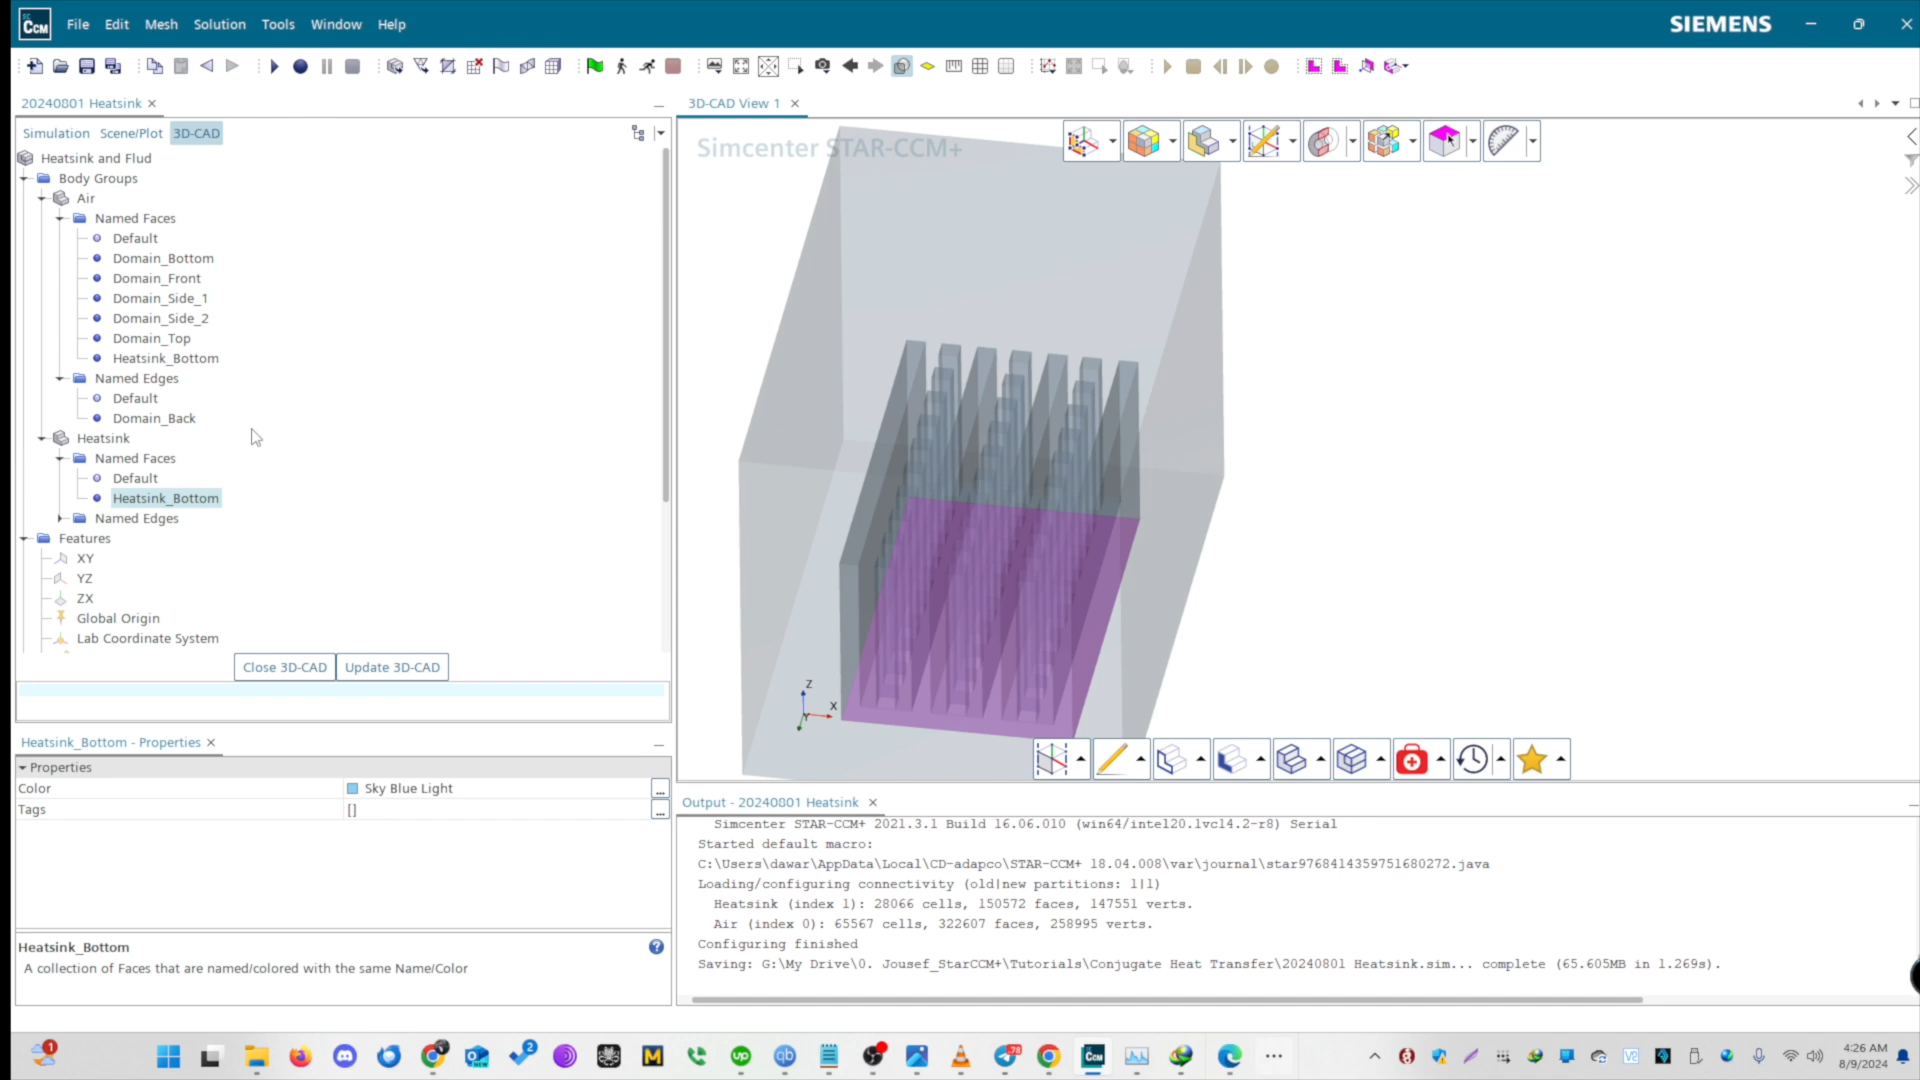 CCM File Edit Mesh Solution Tools Window Help SIEMENS
20240801 Heatsink
3D-CAD View 1
Simulation Scene/Plot 3D-CAD
Simcenter STAR-CCM+
Heatsink and Flud
Body Groups
Air
Named Faces
Default
Domain_Bottom
Domain_Front
Domain_Side_1
Domain_Side_2
Domain_Top
Heatsink_Bottom
Named Edges
Default
Domain_Back
Heatsink
Named Faces
Default
Heatsink_Bottom
Named Edges
Features
XY
YZ
ZX
Global Origin
Lab Coordinate System
Close 3D-CAD Update 3D-CAD
Z
X
Y
Heatsink_Bottom - Properties
Properties
Color Sky Blue Light ...
Tags [] ...
Heatsink_Bottom
A collection of Faces that are named/colored with the same Name/Color
Output - 20240801 Heatsink
Simcenter STAR-CCM+ 2021.3.1 Build 16.06.010 (win64/intel20.1vc14.2-r8) Serial
Started default macro:
C:\Users\dawar\AppData\Local\CD-adapco\STAR-CCM+ 18.04.008\var\journal\star9768414359751680272.java
Loading/configuring connectivity (old|new partitions: 1|1)
Heatsink (index 1): 28066 cells, 150572 faces, 147551 verts.
Air (index 0): 65567 cells, 322607 faces, 258995 verts.
Configuring finished
Saving: G:\My Drive\0. Jousef_StarCCM+\Tutorials\Conjugate Heat Transfer\20240801 Heatsink.sim... complete (65.605MB in 1.269s).
4:26 AM
8/9/2024